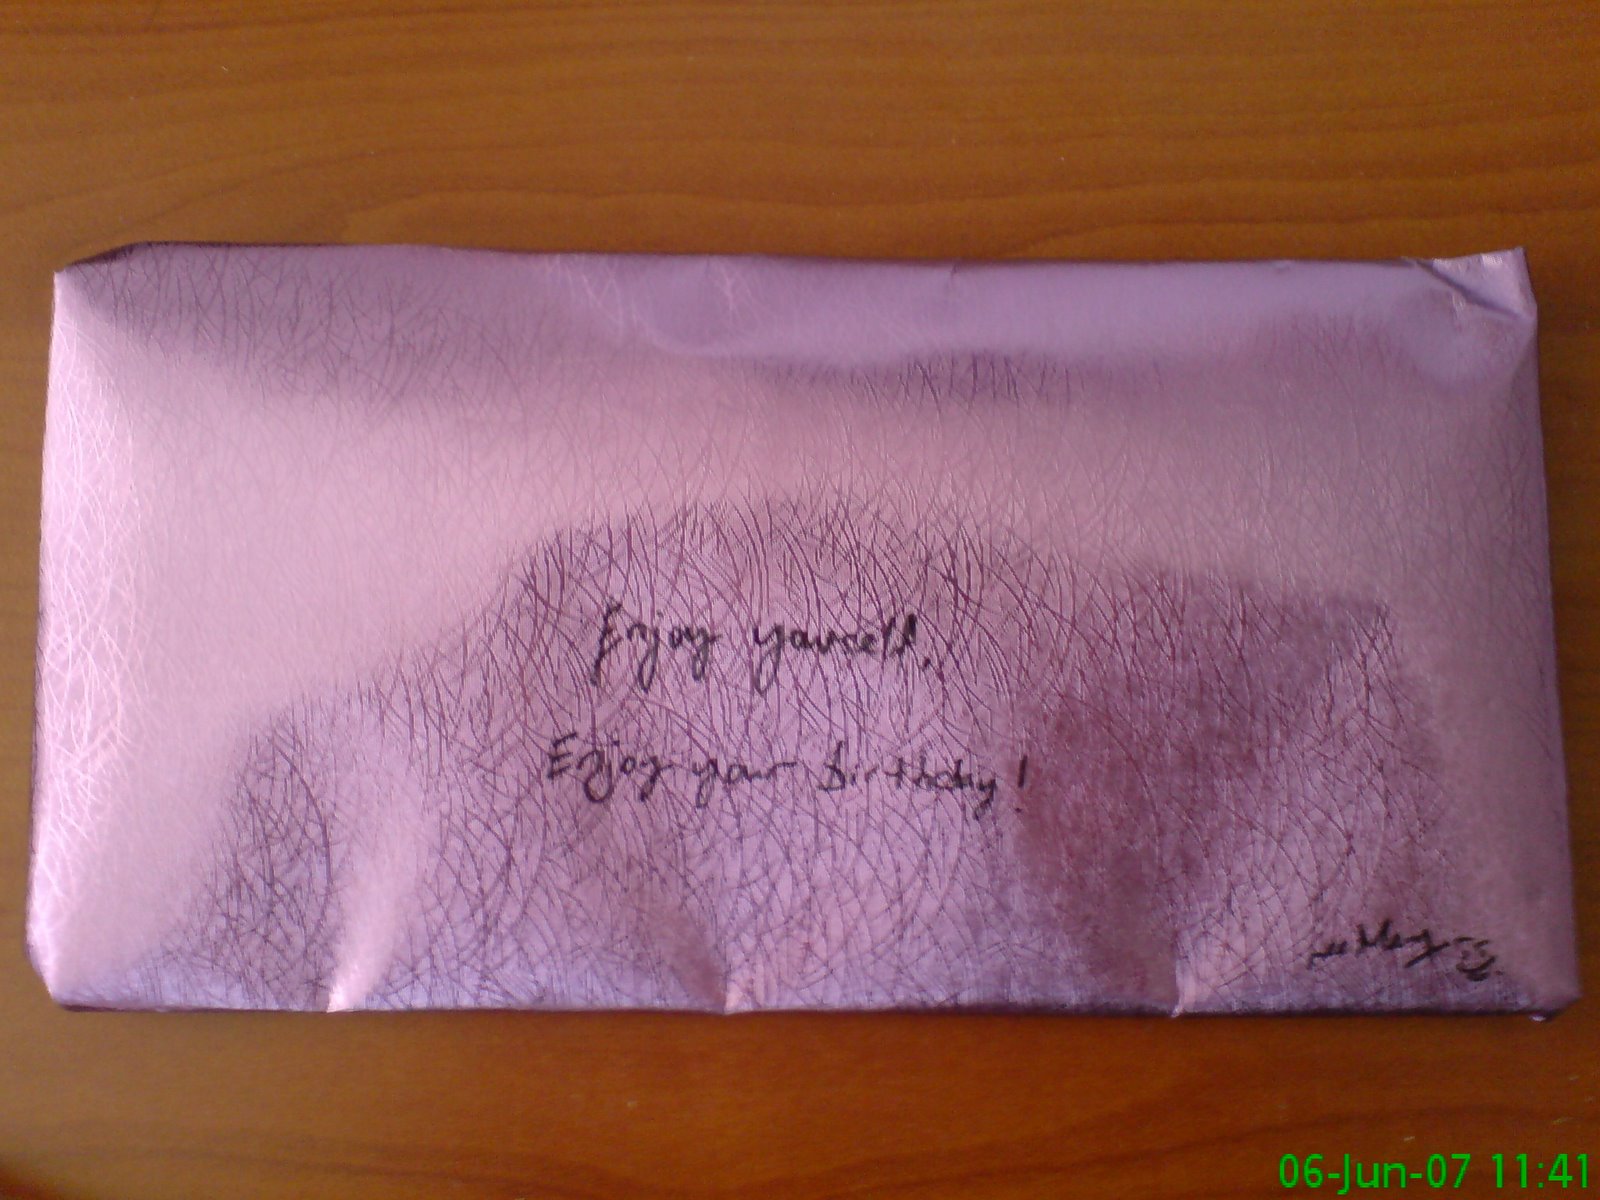 Enjoy yourself,
Enjoy your birthday!
06-Jun-07 11:41